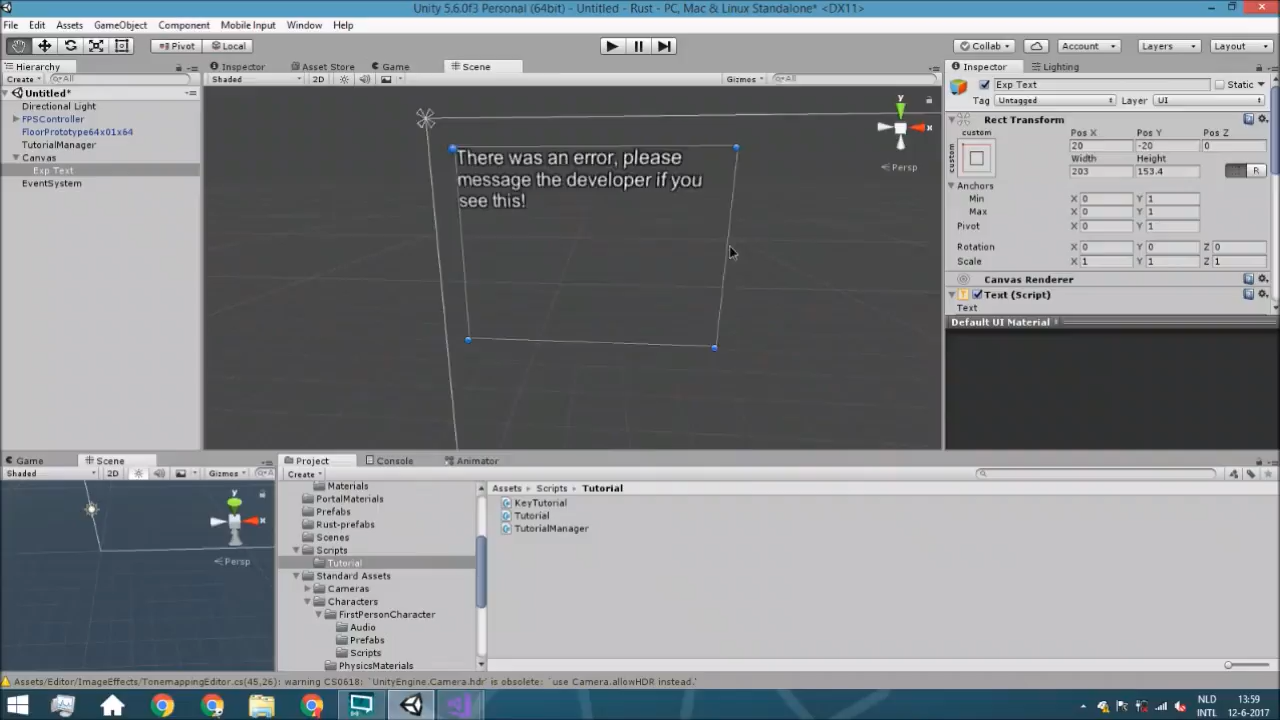 Unity 5.6.0f3 Personal (64bit) - Untitled - Rust - PC, Mac & Linux Standalone* <DX11>
File Edit Assets GameObject Component Mobile Input Window Help
Pivot Local Collab Account Layers Layout
Hierarchy Inspector Asset Store Game Scene Inspector Lighting
Create All Shaded 2D Gizmes All
Exp Text Static
Untitled*
Tag Untagged Layer UI
Directional Light
FPSController
FloorPrototype64x01x64
TutorialManager
Canvas
Exp Text
EventSystem
y
x
Persp
There was an error, please
message the developer if you
see this!
Rect Transform
custom Pos X Pos Y Pos Z
custom 20 -20 0
Width Height
203 153.4 R
Anchors
Min X 0 Y 1
Max X 0 Y 1
Pivot X 0 Y 1
Rotation X 0 Y 0 Z 0
Scale X 1 Y 1 Z 1
Canvas Renderer
Text (Script)
Text
Default UI Material
Game Scene Project Console Animator
Shaded 2D Gizmos Create
y
x
Persp
Materials
PortalMaterials
Prefabs
Rust-prefabs
Scenes
Scripts
Tutorial
Standard Assets
Cameras
Characters
FirstPersonCharacter
Audio
Prefabs
Scripts
PhysicsMaterials
Assets Scripts Tutorial
KeyTutorial
Tutorial
TutorialManager
Assets/Editor/ImageEffects/TonemappingEditor.cs(45,26): warning CS0618: `UnityEngine.Camera.hdr' is obsolete: `use Camera.allowHDR instead.'
NLD 13:59
INTL 12-6-2017